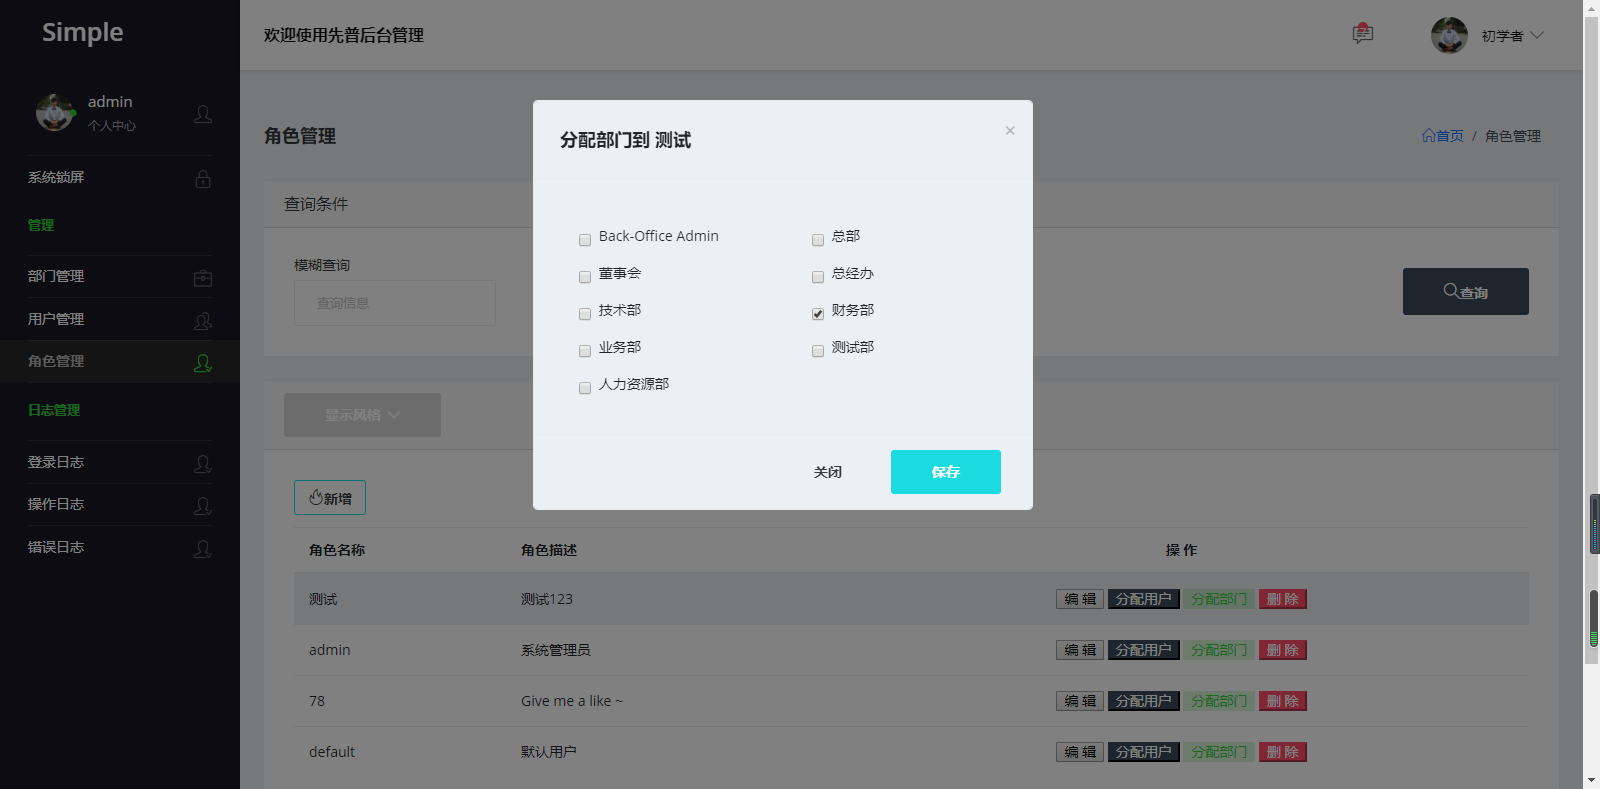 Simple
欢迎使用先普后台管理
初学者
admin
个人中心
系统锁屏
管理
部门管理
用户管理
角色管理
日志管理
登录日志
操作日志
错误日志
角色管理
首页 / 角色管理
查询条件
模糊查询
查询信息
查询
显示风格
新增
角色名称 角色描述 操 作
测试 测试123 编 辑 分配用户 分配部门 删 除
admin 系统管理员 编 辑 分配用户 分配部门 删 除
78 Give me a like ~ 编 辑 分配用户 分配部门 删 除
default 默认用户 编 辑 分配用户 分配部门 删 除
分配部门到 测试
×
Back-Office Admin 总部
董事会 总经办
技术部 财务部
业务部 测试部
人力资源部
关闭 保存